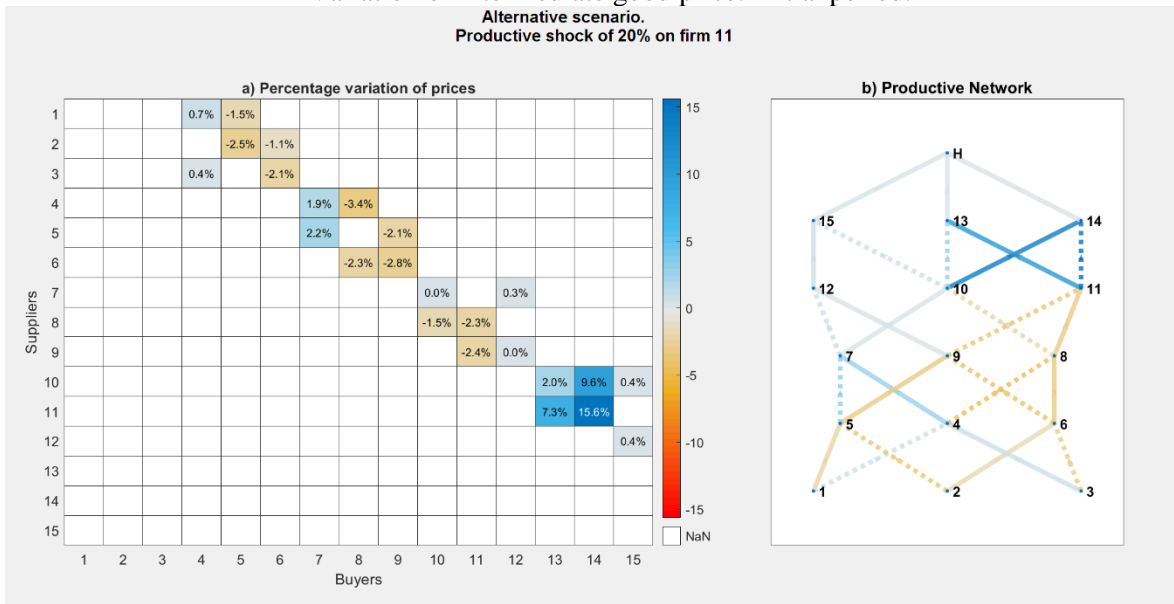 Alternative scenario.
Productive shock of 20% on firm 11
a) Percentage variation of prices
b) Productive Network
Suppliers
1 0.7% -1.5%
2 -2.5% -1.1%
3 0.4% -2.1%
4 1.9% -3.4%
5 2.2% -2.1%
6 -2.3% -2.8%
7 0.0% 0.3%
8 -1.5% -2.3%
9 -2.4% 0.0%
10 2.0% 9.6% 0.4%
11 7.3% 15.6%
12 0.4%
13
14
15
1 2 3 4 5 6 7 8 9 10 11 12 13 14 15
Buyers
15
10
5
0
-5
-10
-15
NaN
H
15 13 14
12 10 11
7 9 8
5 4 6
1 2 3